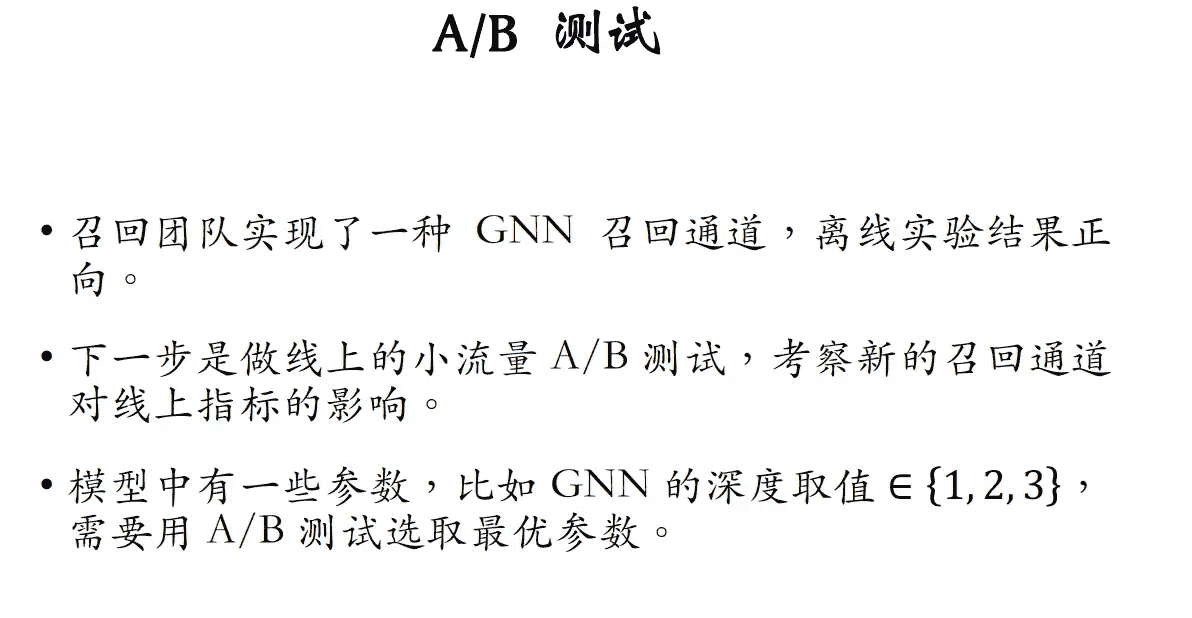 A/B 测试
• 召回团队实现了一种 GNN 召回通道，离线实验结果正
向。
• 下一步是做线上的小流量 A/B 测试，考察新的召回通道
对线上指标的影响。
• 模型中有一些参数，比如 GNN 的深度取值 ∈ {1, 2, 3}，
需要用 A/B 测试选取最优参数。